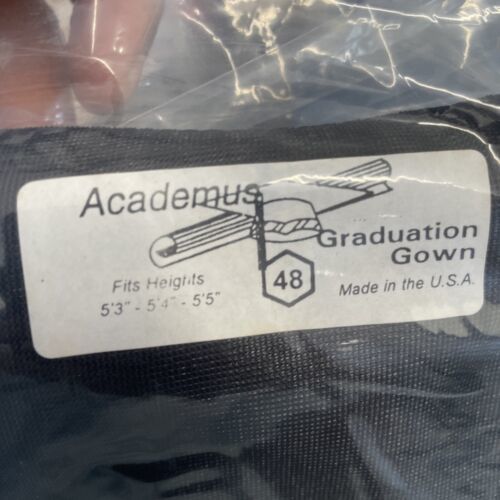 Academus
Graduation
Gown
Fits Heights
5'3" - 5'4" - 5'5"
48
Made in the U.S.A.